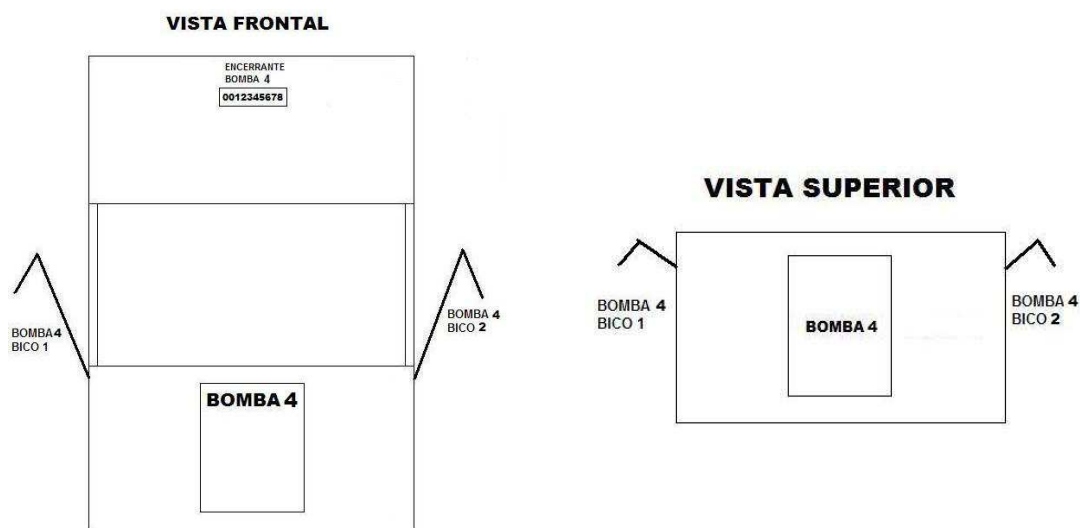 VISTA FRONTAL
ENCERRANTE
BOMBA 4
0012345678
BOMBA 4
BICO 1
BOMBA 4
BICO 2
BOMBA 4
VISTA SUPERIOR
BOMBA 4
BICO 1
BOMBA 4
BOMBA 4
BICO 2